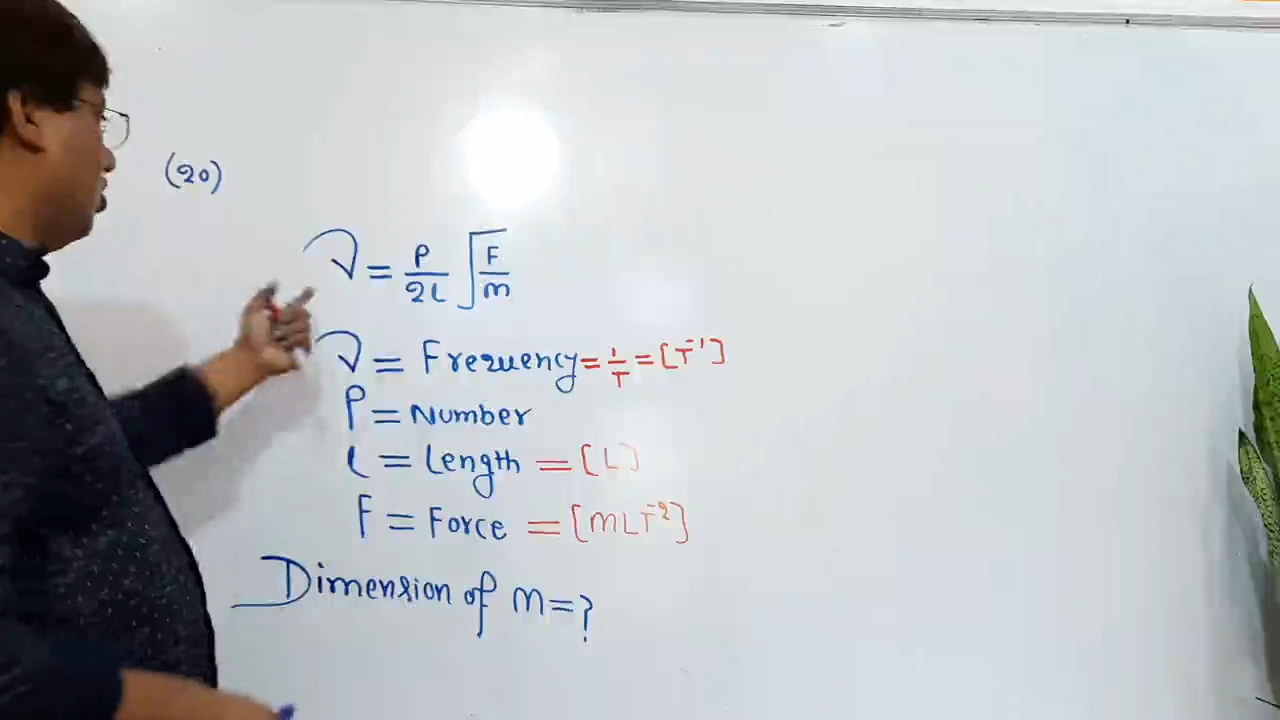 (20)
ν = P/2l √F/m
ν = Frequency = 1/T = [T⁻¹]
P = Number
l = Length = [L]
F = Force = [MLT⁻²]
Dimension of m = ?